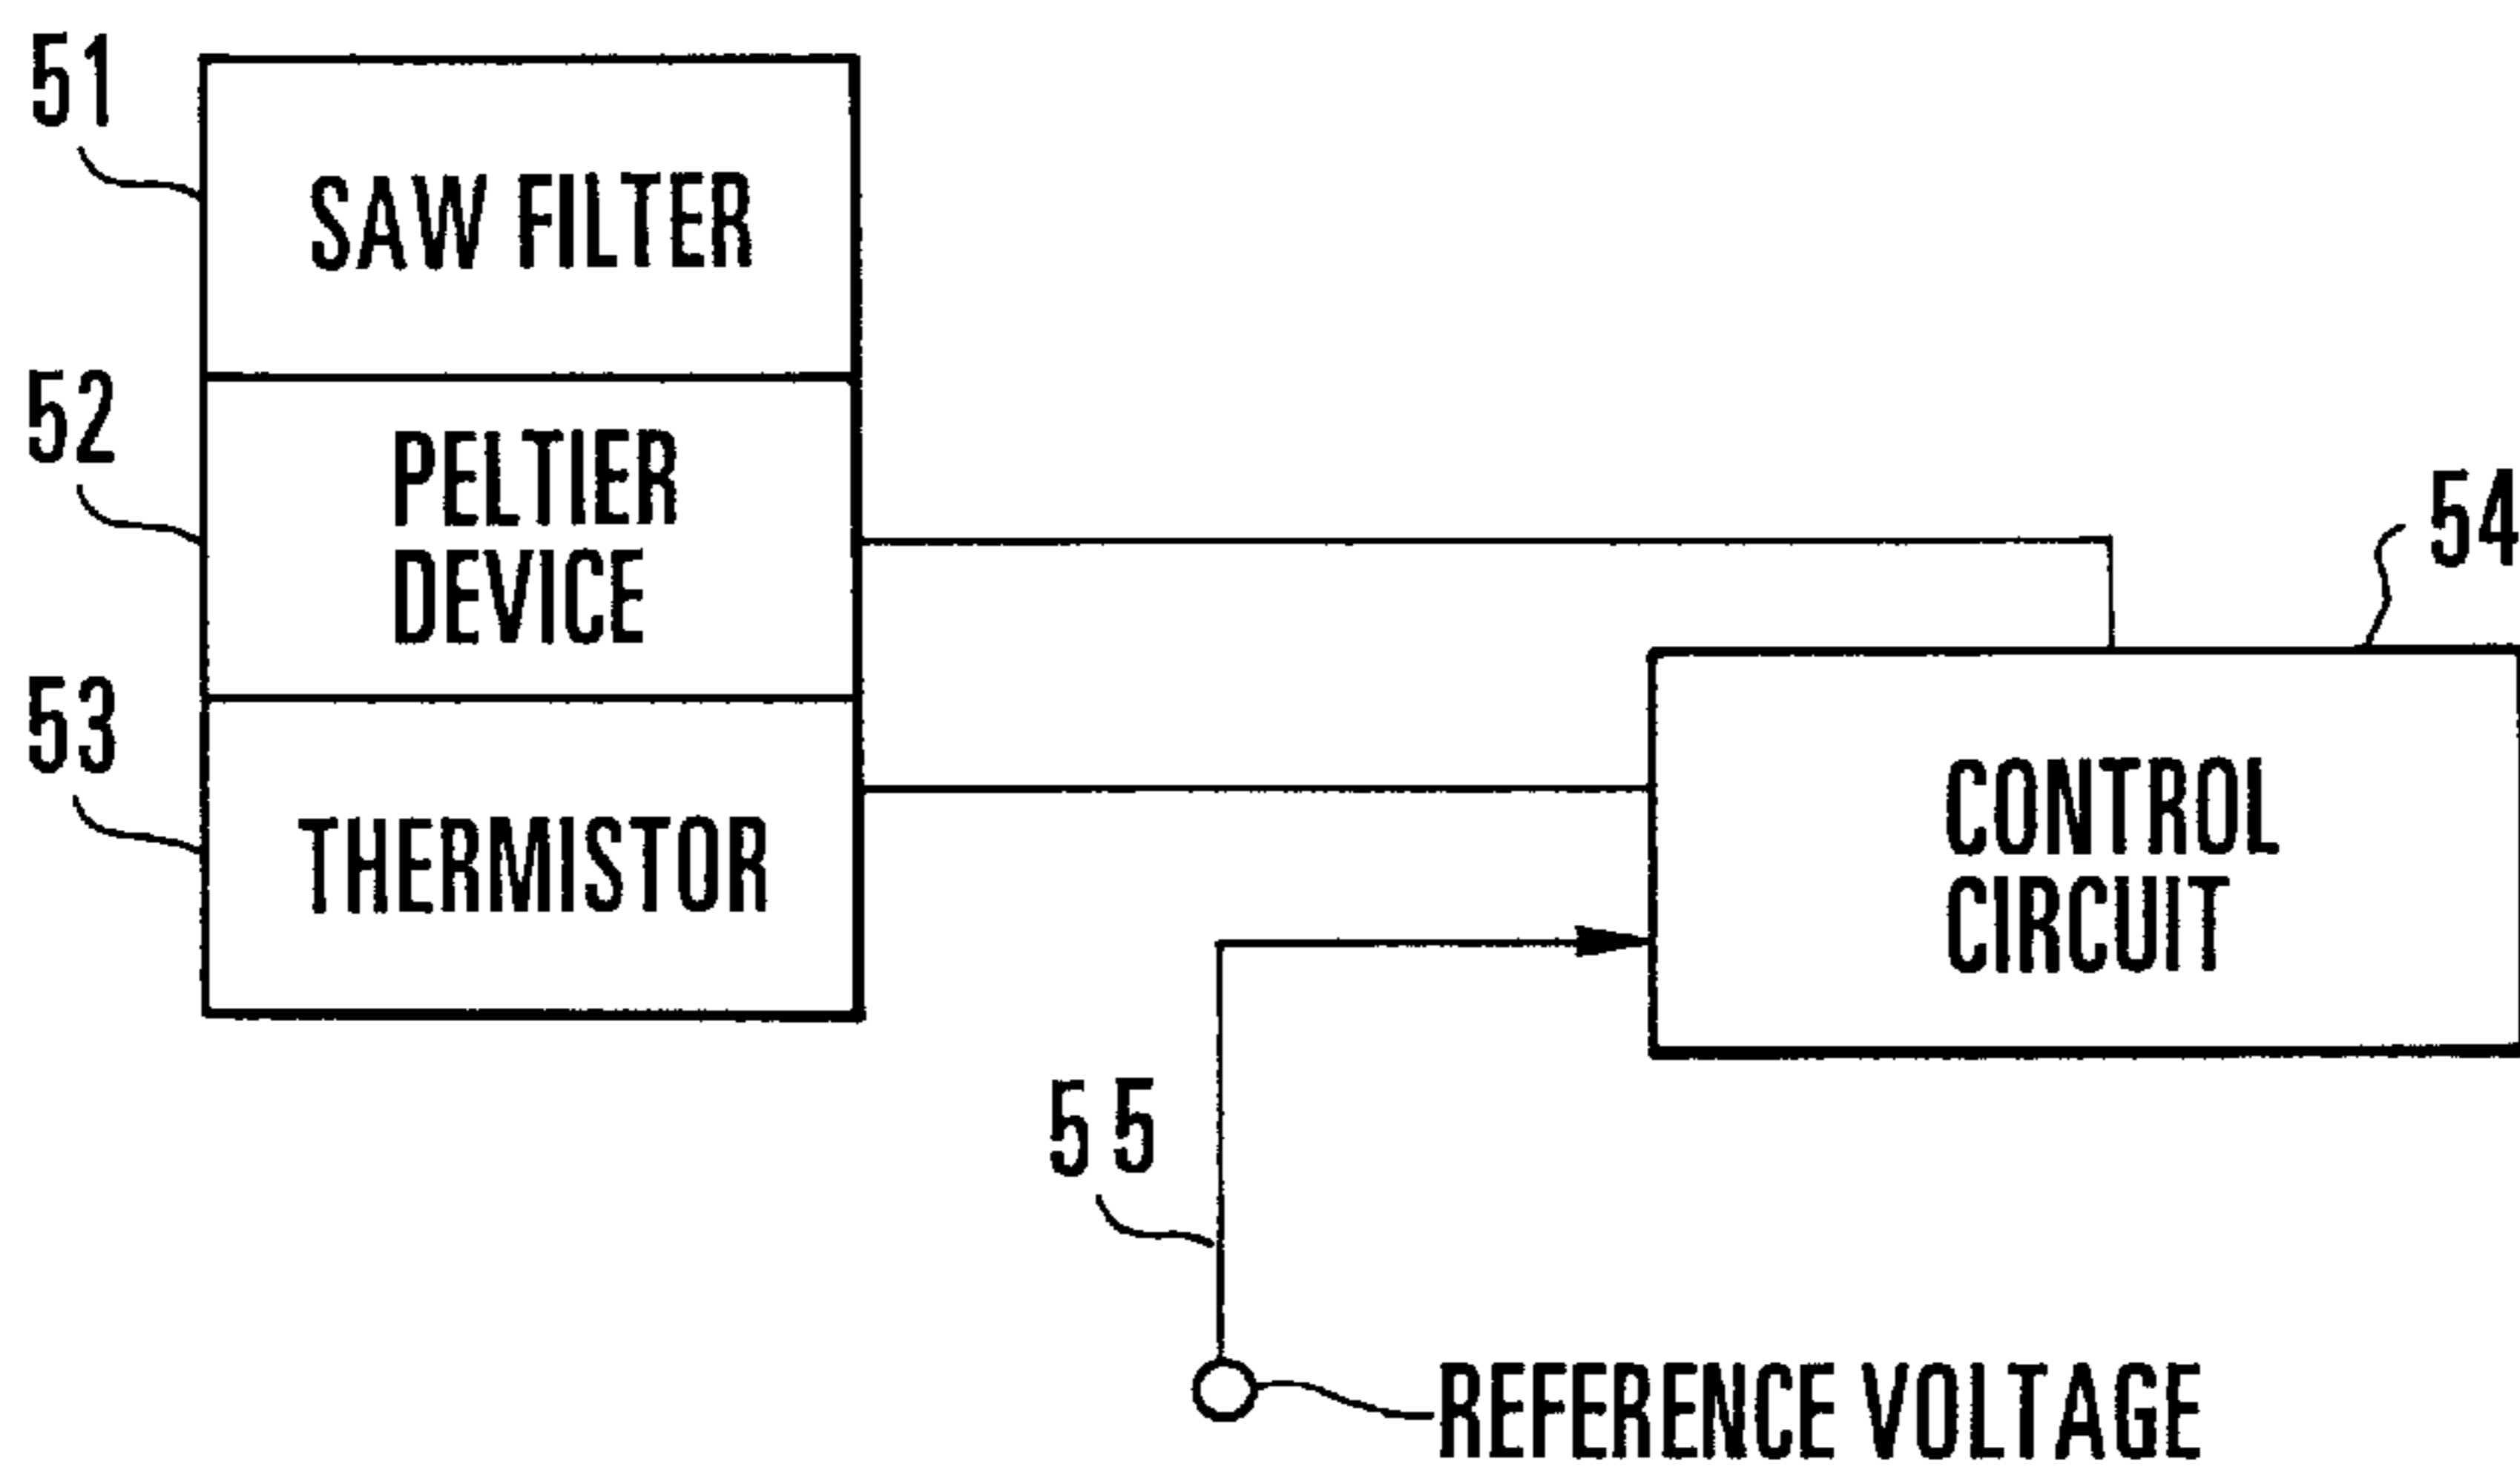 51
SAW FILTER
52
PELTIER
DEVICE
53
THERMISTOR
54
CONTROL
CIRCUIT
55
REFERENCE VOLTAGE